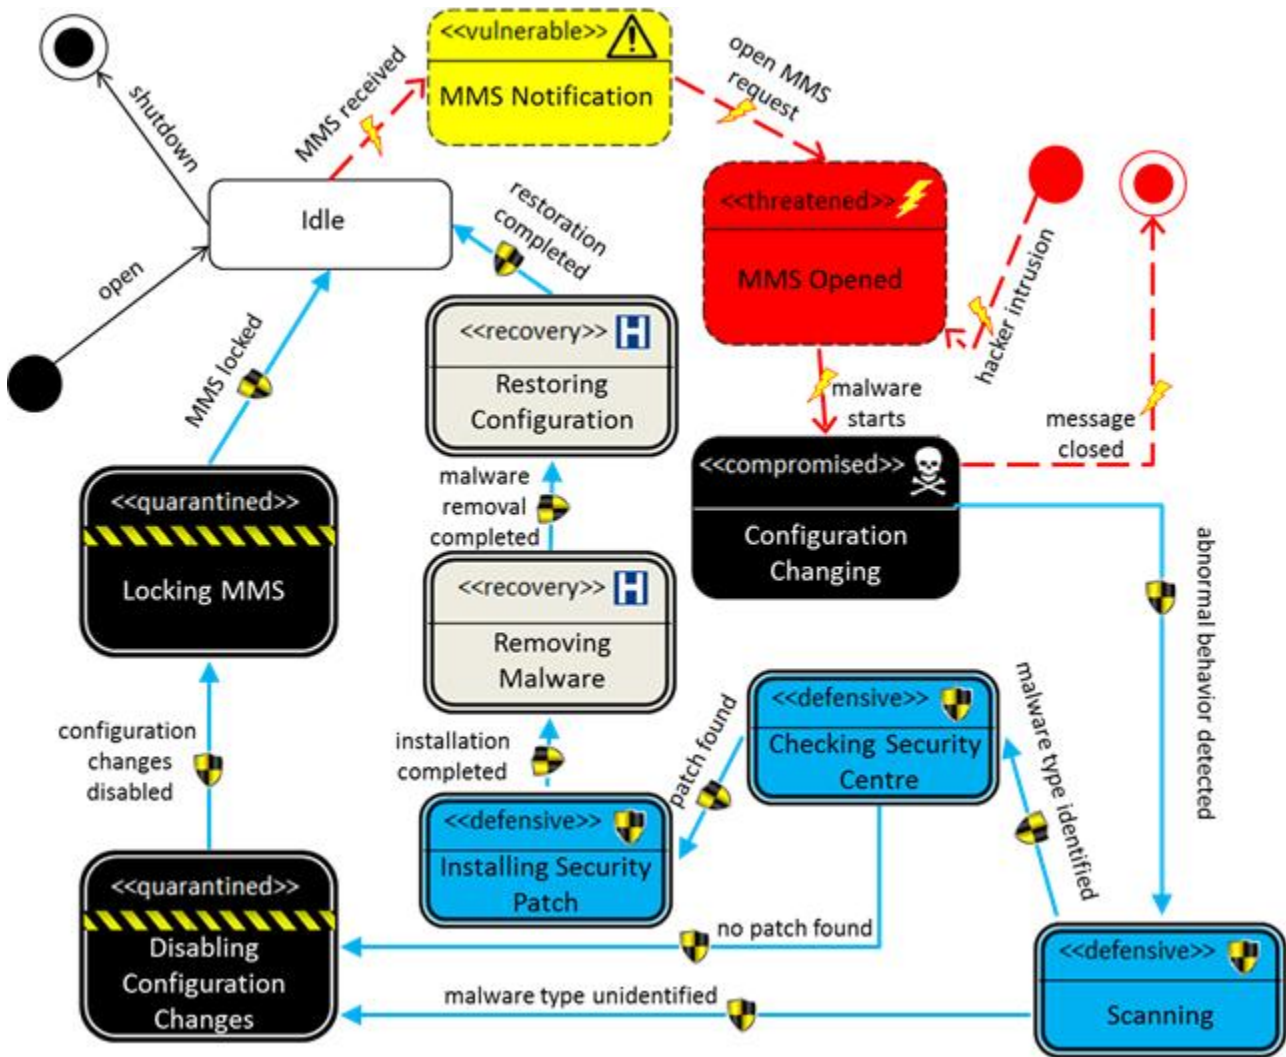 <<vulnerable>>
MMS Notification
open MMS
request
MMS received
shutdown
Idle
open
restoration
completed
<<threatened>>
MMS Opened
hacker intrusion
malware
starts
message
closed
<<recovery>>
Restoring
Configuration
MMS locked
<<compromised>>
Configuration
Changing
<<quarantined>>
Locking MMS
malware
removal
completed
<<recovery>>
Removing
Malware
abnormal behavior detected
configuration
changes
disabled
installation
completed
patch found
<<defensive>>
Checking Security
Centre
malware type identified
<<defensive>>
Installing Security
Patch
<<quarantined>>
Disabling
Configuration
Changes
no patch found
malware type unidentified
<<defensive>>
Scanning